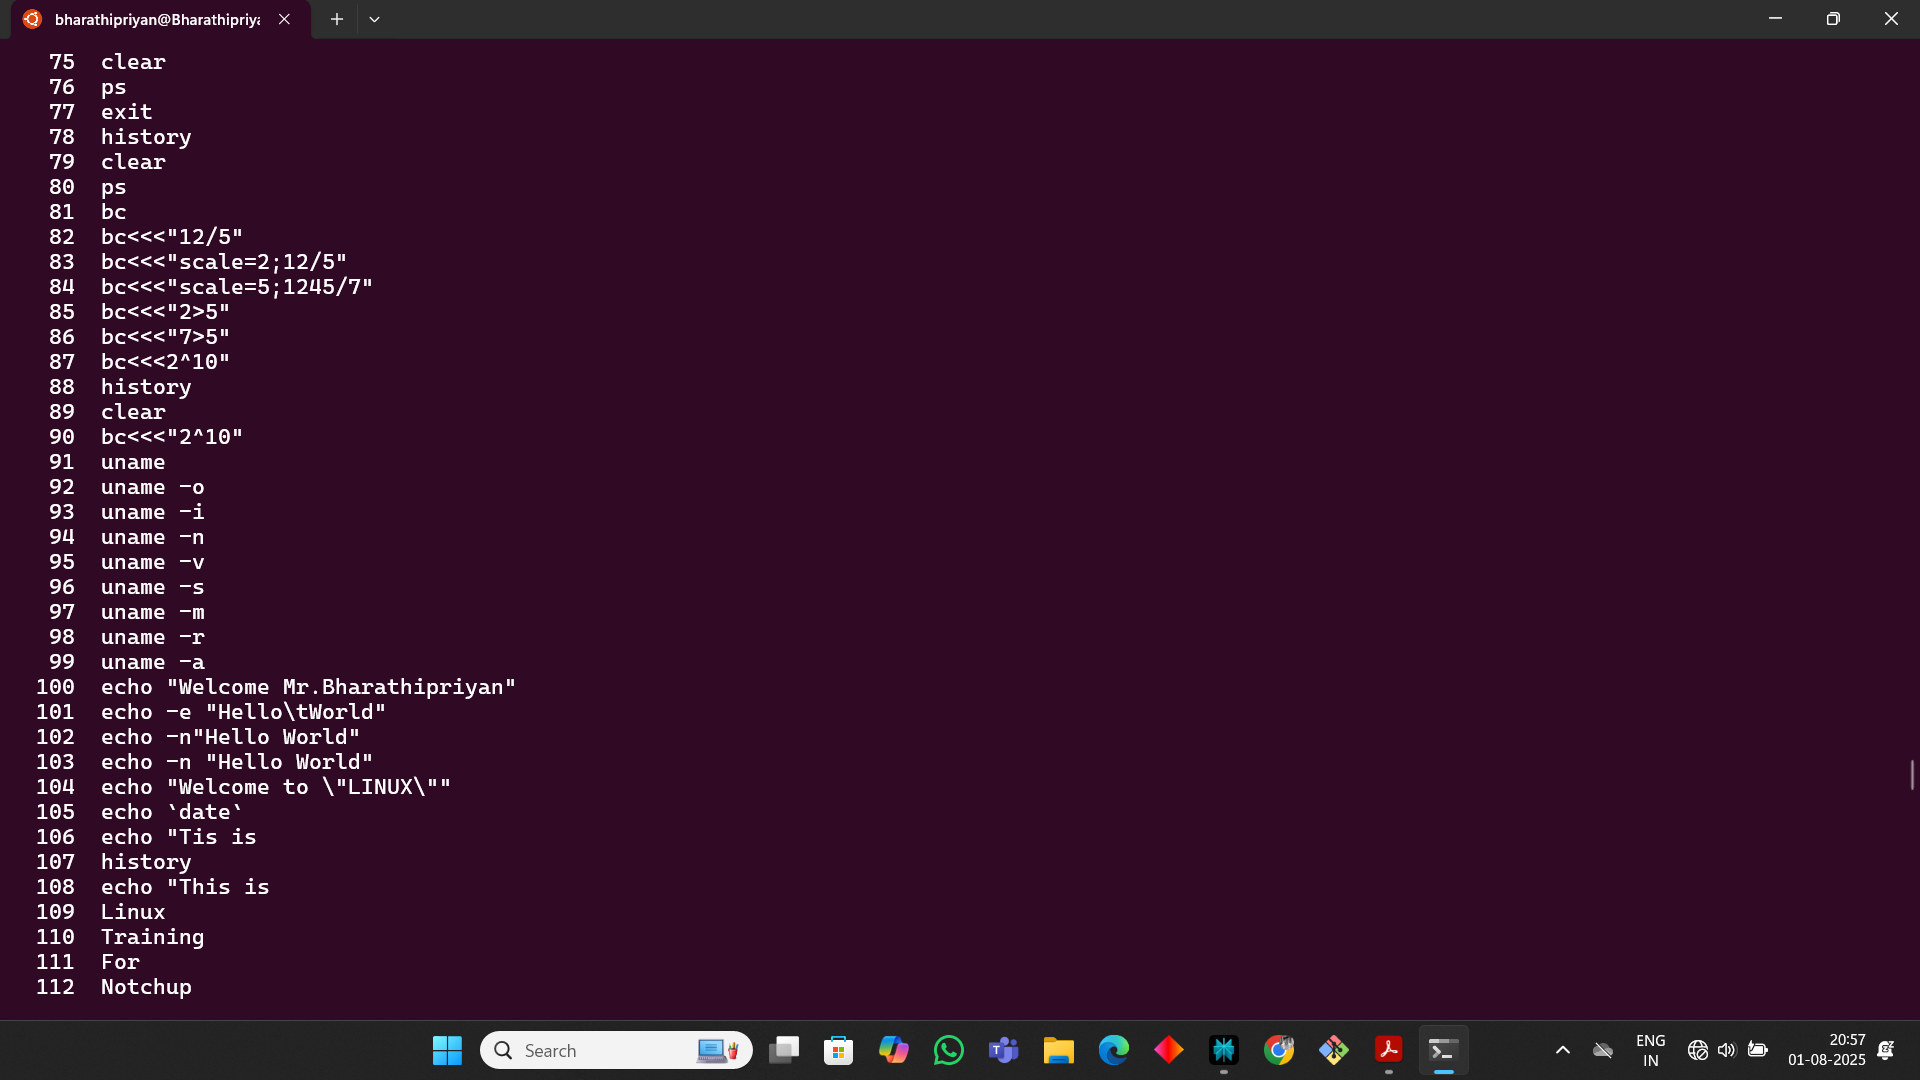 bharathipriyan@Bharathipriya
75 clear
76 ps
77 exit
78 history
79 clear
80 ps
81 bc
82 bc<<<"12/5"
83 bc<<<"scale=2;12/5"
84 bc<<<"scale=5;1245/7"
85 bc<<<"2>5"
86 bc<<<"7>5"
87 bc<<<2^10"
88 history
89 clear
90 bc<<<"2^10"
91 uname
92 uname -o
93 uname -i
94 uname -n
95 uname -v
96 uname -s
97 uname -m
98 uname -r
99 uname -a
100 echo "Welcome Mr.Bharathipriyan"
101 echo -e "Hello\tWorld"
102 echo -n"Hello World"
103 echo -n "Hello World"
104 echo "Welcome to \"LINUX\""
105 echo `date`
106 echo "Tis is
107 history
108 echo "This is
109 Linux
110 Training
111 For
112 Notchup
Search
ENG
IN
20:57
01-08-2025